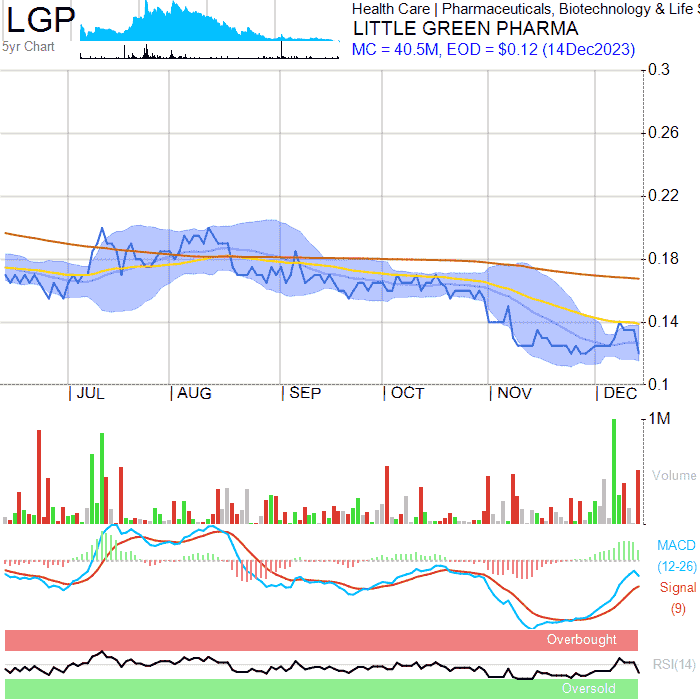 LGP
5yr Chart
Health Care | Pharmaceuticals, Biotechnology & Life S
LITTLE GREEN PHARMA
MC = 40.5M, EOD = $0.12 (14Dec2023)
0.3
0.26
0.22
0.18
0.14
0.1
JUL AUG SEP OCT NOV DEC
1M
Volume
MACD
(12-26)
Signal
(9)
Overbought
RSI(14)
Oversold